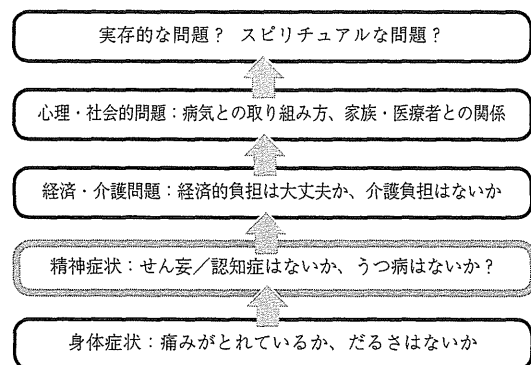 実存的な問題？ スピリチュアルな問題？
心理・社会的問題：病気との取り組み方、家族・医療者との関係
経済・介護問題：経済的負担は大丈夫か、介護負担はないか
精神症状：せん妄／認知症はないか、うつ病はないか？
身体症状：痛みがとれているか、だるさはないか